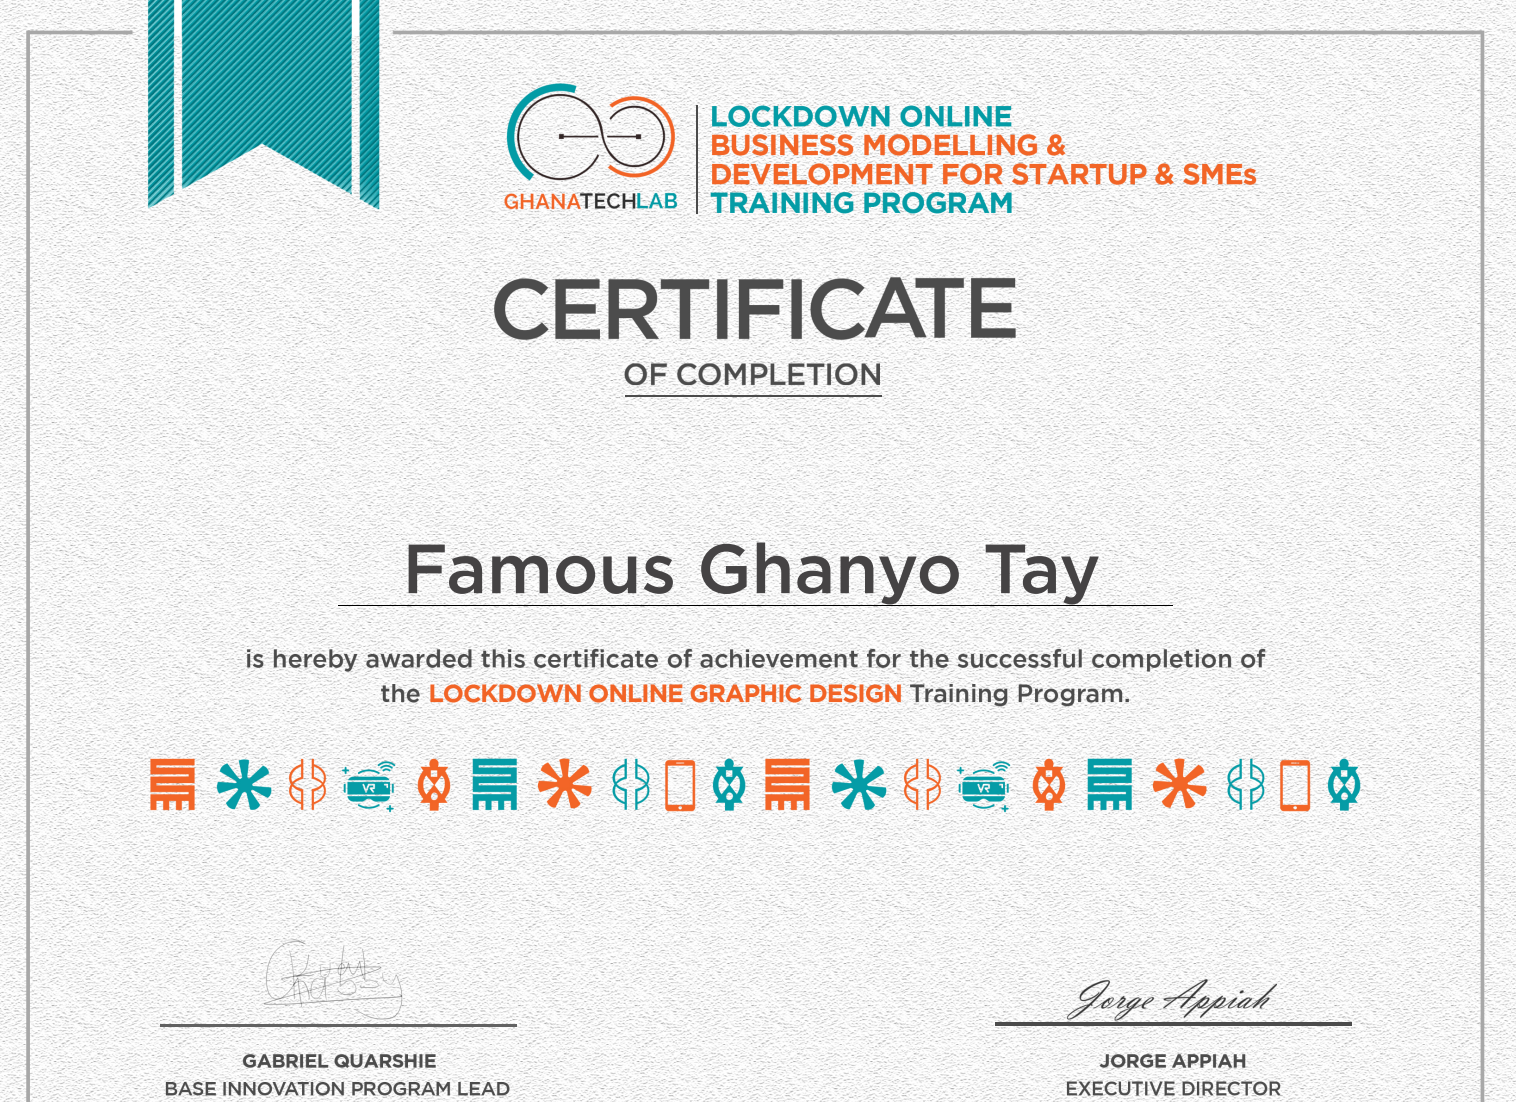 LOCKDOWN ONLINE
BUSINESS MODELLING &
DEVELOPMENT FOR STARTUP & SMEs
TRAINING PROGRAM
GHANATECHLAB
CERTIFICATE
OF COMPLETION
Famous Ghanyo Tay
is hereby awarded this certificate of achievement for the successful completion of
the LOCKDOWN ONLINE GRAPHIC DESIGN Training Program.
VR VR
Jorge Appiah
GABRIEL QUARSHIE
BASE INNOVATION PROGRAM LEAD
JORGE APPIAH
EXECUTIVE DIRECTOR